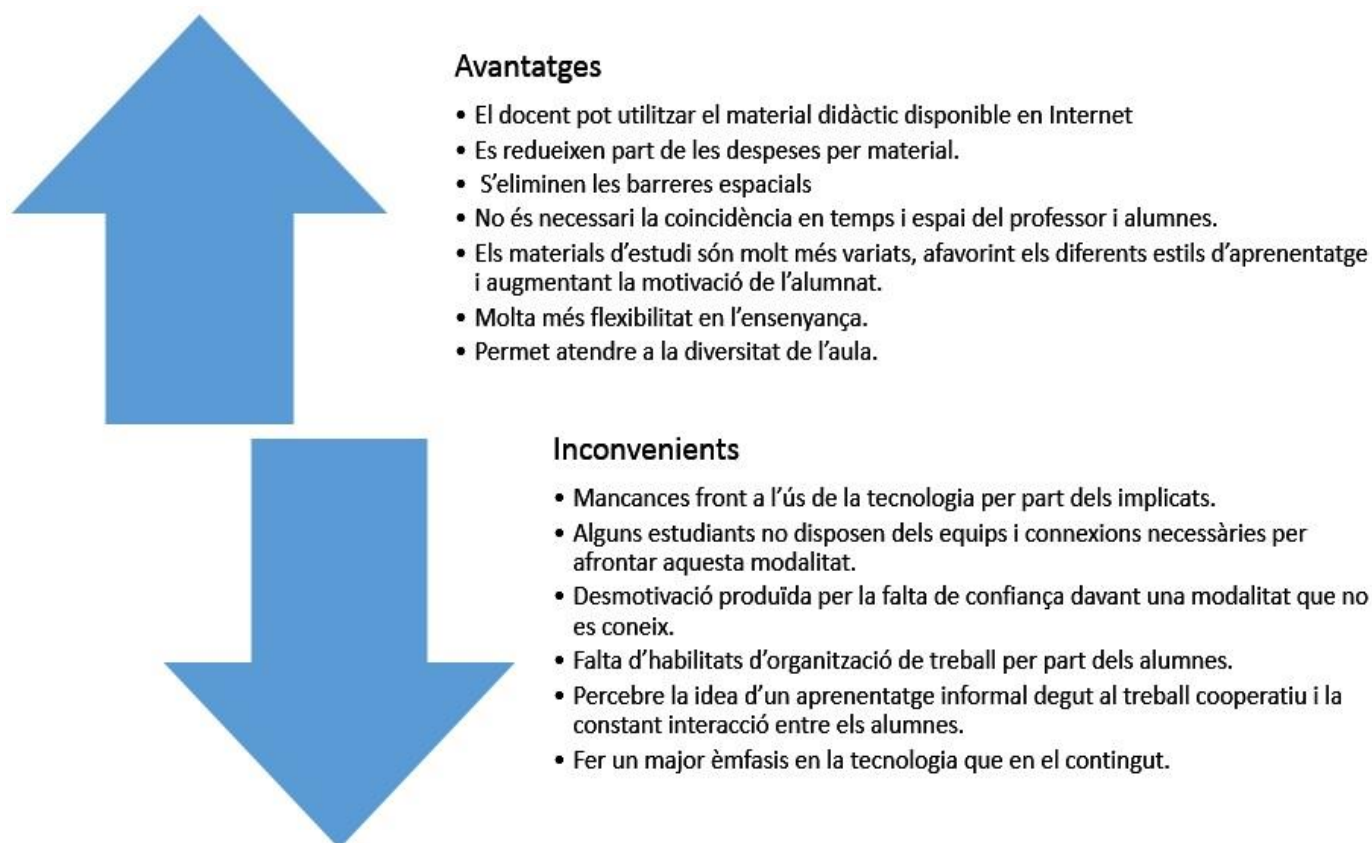 Avantatges
• El docent pot utilitzar el material didàctic disponible en Internet
• Es redueixen part de les despeses per material.
• S'eliminen les barreres espacials
• No és necessari la coincidència en temps i espai del professor i alumnes.
• Els materials d'estudi són molt més variats, afavorint els diferents estils d'aprenentatge
i augmentant la motivació de l'alumnat.
• Molta més flexibilitat en l'ensenyança.
• Permet atendre a la diversitat de l'aula.
Inconvenients
• Mancances front a l'ús de la tecnologia per part dels implicats.
• Alguns estudiants no disposen dels equips i connexions necessàries per
afrontar aquesta modalitat.
• Desmotivació produïda per la falta de confiança davant una modalitat que no
es coneix.
• Falta d'habilitats d'organització de treball per part dels alumnes.
• Percebre la idea d'un aprenentatge informal degut al treball cooperatiu i la
constant interacció entre els alumnes.
• Fer un major èmfasis en la tecnologia que en el contingut.